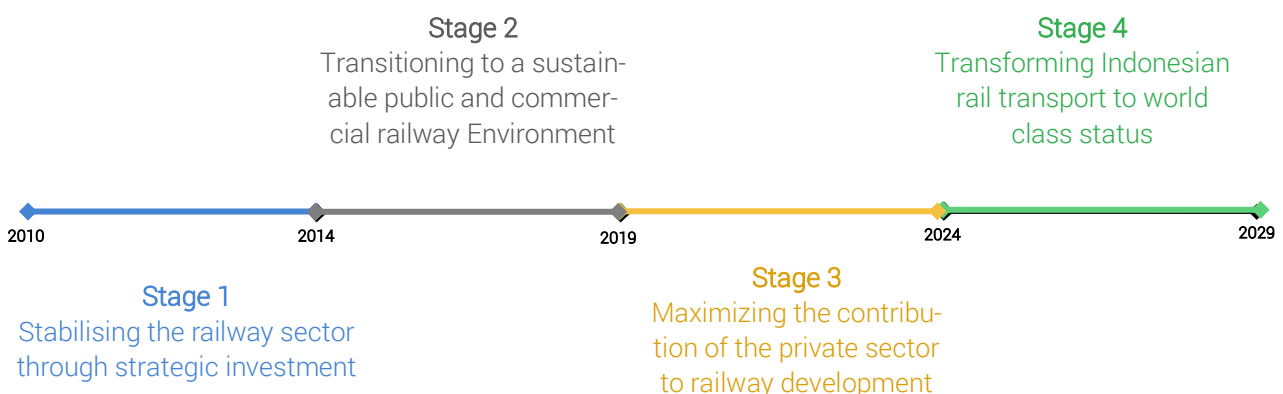 Stage 2
Transitioning to a sustain-
able public and commer-
cial railway Environment
Stage 4
Transforming Indonesian
rail transport to world
class status
2010
2014
2019
2024
2029
Stage 1
Stabilising the railway sector
through strategic investment
Stage 3
Maximizing the contribu-
tion of the private sector
to railway development